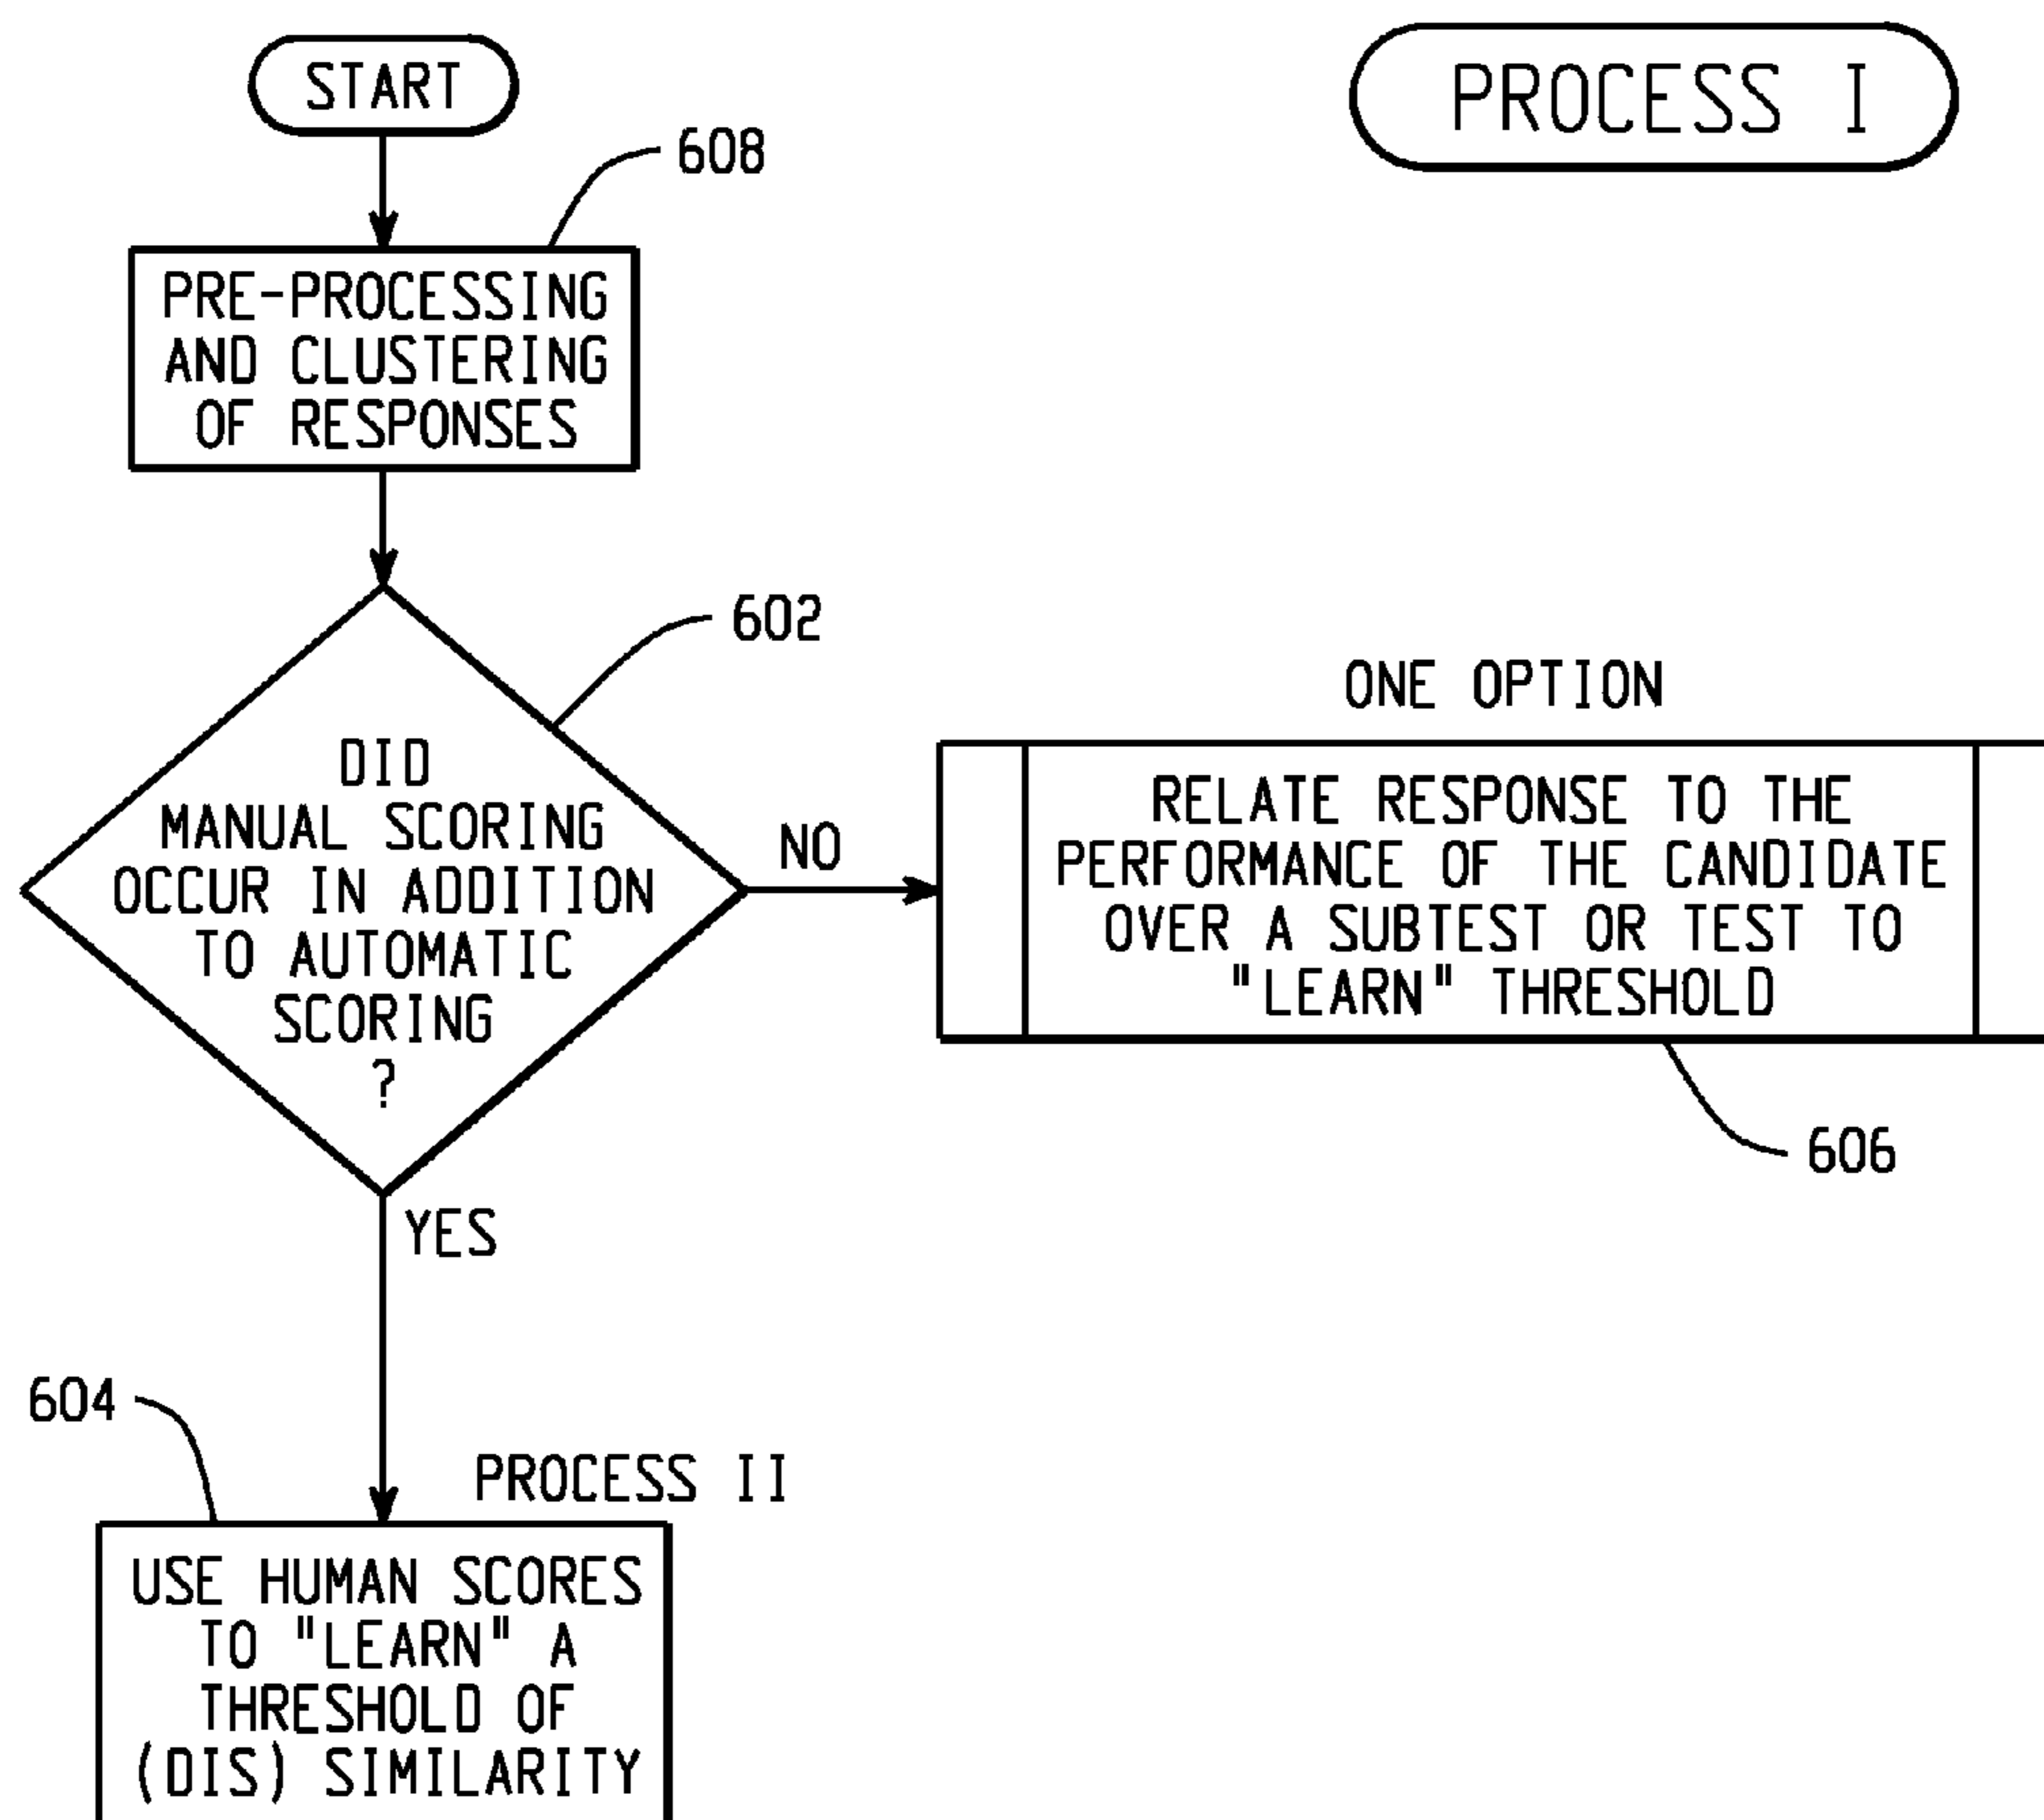 START
PROCESS I
608
PRE-PROCESSING
AND CLUSTERING
OF RESPONSES
602
DID
MANUAL SCORING
OCCUR IN ADDITION
TO AUTOMATIC
SCORING
?
NO
ONE OPTION
RELATE RESPONSE TO THE
PERFORMANCE OF THE CANDIDATE
OVER A SUBTEST OR TEST TO
"LEARN" THRESHOLD
606
YES
604
PROCESS II
USE HUMAN SCORES
TO "LEARN" A
THRESHOLD OF
(DIS) SIMILARITY